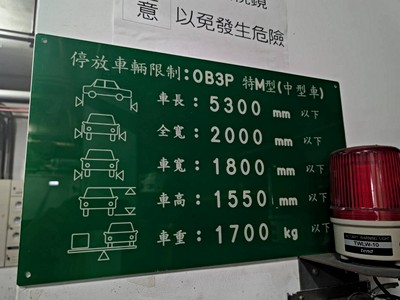 意
以免發生危險
停放車輛限制:OB3P 特M型(中型車)
車長: 5300 mm 以下
全寬: 2000 mm 以下
車寬: 1800 mm 以下
車高: 1550 mm 以下
車重: 1700 kg 以下
TWLW-10